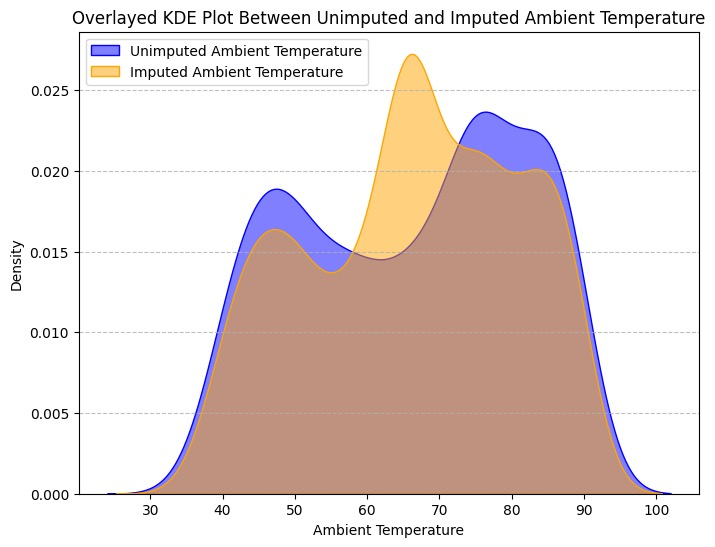 Overlayed KDE Plot Between Unimputed and Imputed Ambient Temperature
Unimputed Ambient Temperature
Imputed Ambient Temperature
0.025
0.020
0.015
0.010
0.005
0.000
Density
30 40 50 60 70 80 90 100
Ambient Temperature